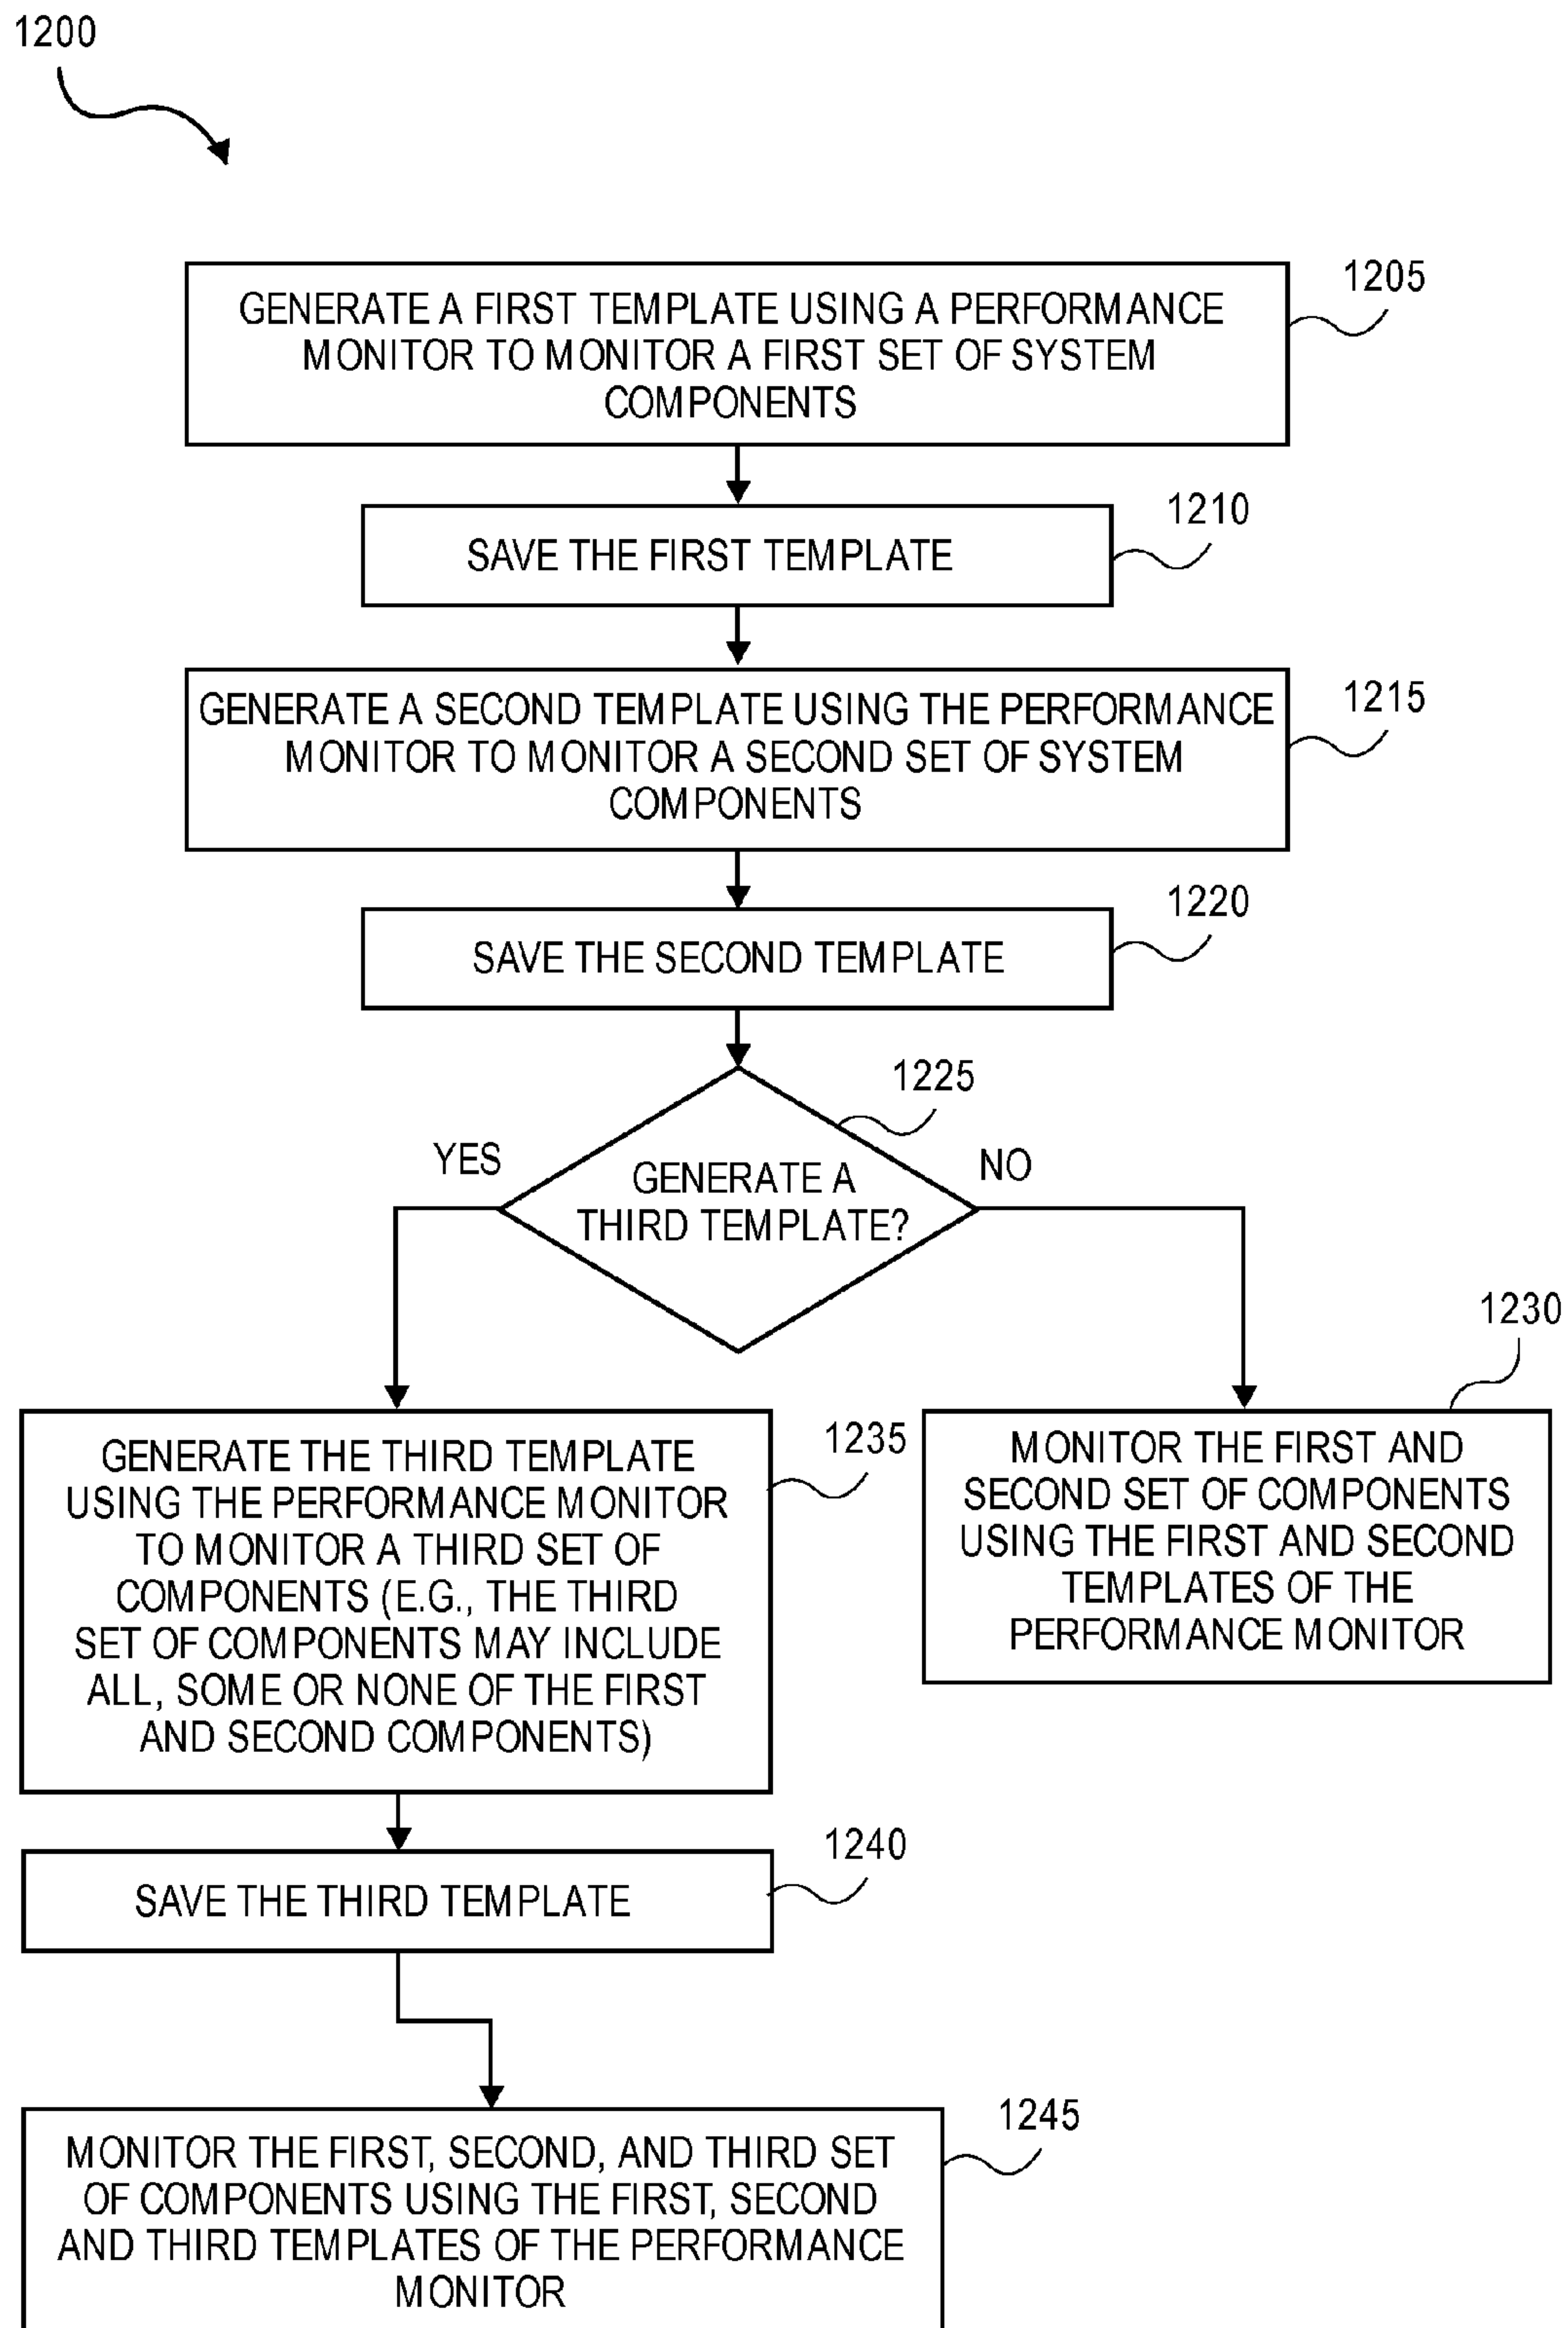 1200
GENERATE A FIRST TEMPLATE USING A PERFORMANCE
MONITOR TO MONITOR A FIRST SET OF SYSTEM
COMPONENTS
1205
SAVE THE FIRST TEMPLATE
1210
GENERATE A SECOND TEMPLATE USING THE PERFORMANCE
MONITOR TO MONITOR A SECOND SET OF SYSTEM
COMPONENTS
1215
SAVE THE SECOND TEMPLATE
1220
1225
YES
NO
GENERATE A
THIRD TEMPLATE?
1230
MONITOR THE FIRST AND
SECOND SET OF COMPONENTS
USING THE FIRST AND SECOND
TEMPLATES OF THE
PERFORMANCE MONITOR
1235
GENERATE THE THIRD TEMPLATE
USING THE PERFORMANCE MONITOR
TO MONITOR A THIRD SET OF
COMPONENTS (E.G., THE THIRD
SET OF COMPONENTS MAY INCLUDE
ALL, SOME OR NONE OF THE FIRST
AND SECOND COMPONENTS)
1240
SAVE THE THIRD TEMPLATE
1245
MONITOR THE FIRST, SECOND, AND THIRD SET
OF COMPONENTS USING THE FIRST, SECOND
AND THIRD TEMPLATES OF THE PERFORMANCE
MONITOR